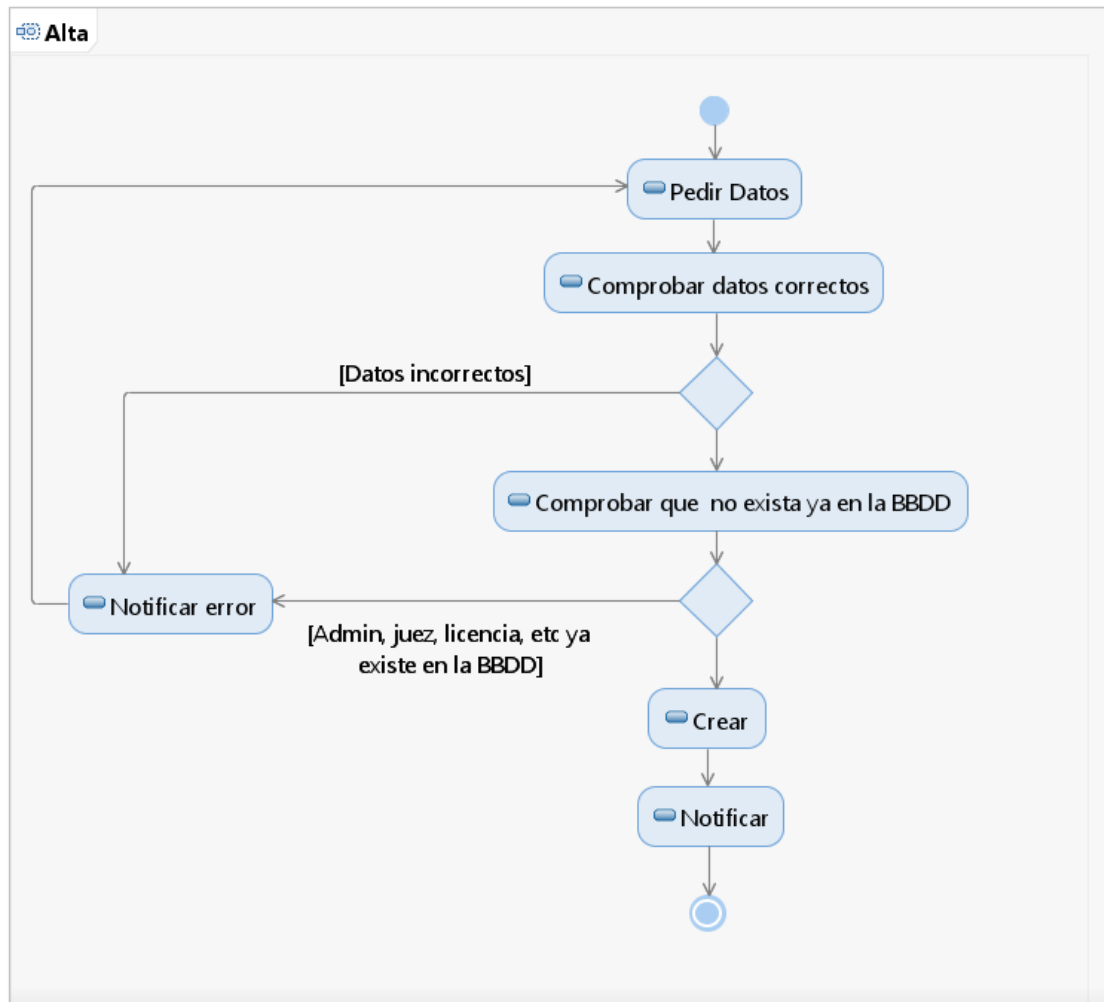 Alta
Pedir Datos
Comprobar datos correctos
[Datos incorrectos]
Comprobar que  no exista ya en la BBDD
Notificar error
[Admin, juez, licencia, etc ya
existe en la BBDD]
Crear
Notificar